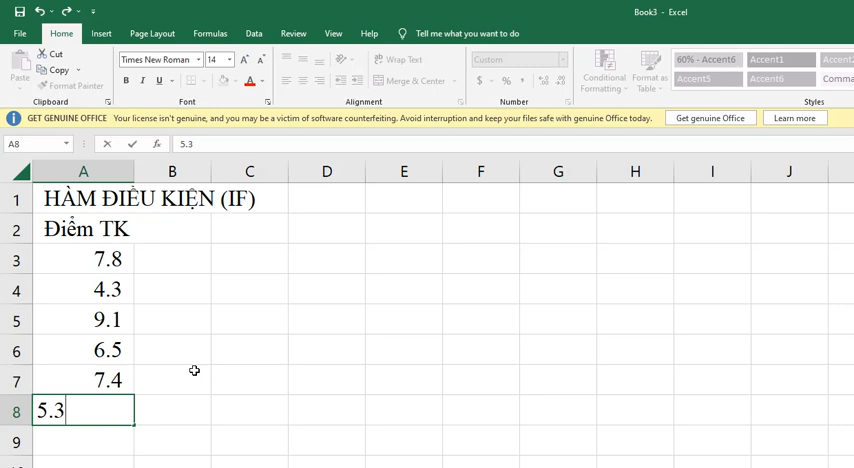 Book3 - Excel
File Home Insert Page Layout Formulas Data Review View Help Tell me what you want to do
Cut
Copy
Format Painter
Paste
Clipboard
Times New Roman 14
B I U
Font
Wrap Text
Merge & Center
Alignment
Custom
$ % ,
Number
Conditional Formatting
Format as Table
60% - Accent6 Accent1
Accent5 Accent6
Styles
GET GENUINE OFFICE Your license isn't genuine, and you may be a victim of software counterfeiting. Avoid interruption and keep your files safe with genuine Office today. Get genuine Office Learn more
A8 fx 5.3
A B C D E F G H I J
1 HÀM ĐIỀU KIỆN (IF)
2 Điểm TK
3 7.8
4 4.3
5 9.1
6 6.5
7 7.4
8 5.3
9